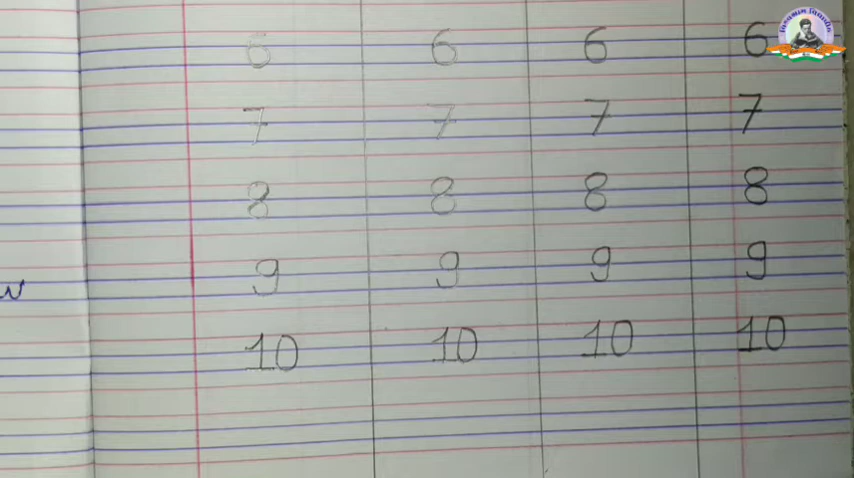 6 6 6 6
7 7 7 7
8 8 8 8
9 9 9 9
10 10 10 10